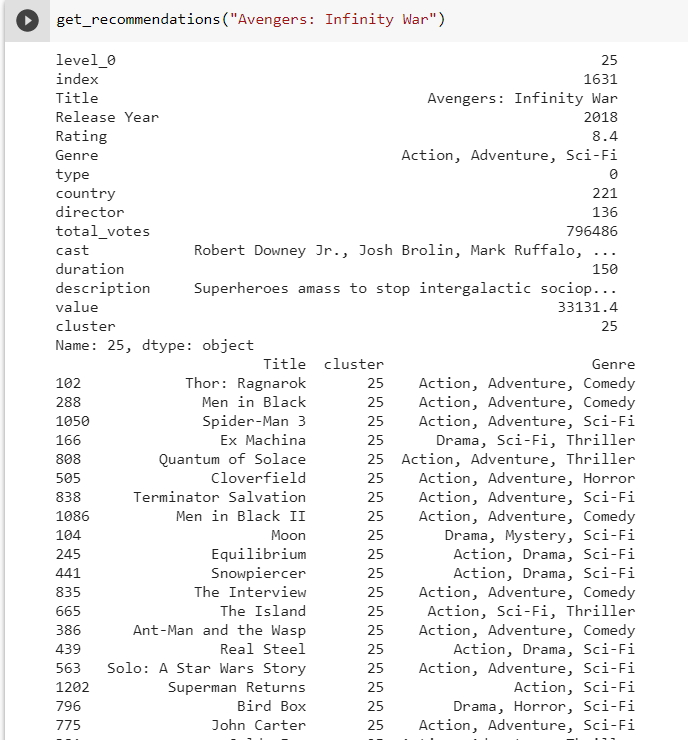 get_recommendations("Avengers: Infinity War")
level_0 25
index 1631
Title Avengers: Infinity War
Release Year 2018
Rating 8.4
Genre Action, Adventure, Sci-Fi
type 0
country 221
director 136
total_votes 796486
cast Robert Downey Jr., Josh Brolin, Mark Ruffalo, ...
duration 150
description Superheroes amass to stop intergalactic sociop...
value 33131.4
cluster 25
Name: 25, dtype: object
Title cluster Genre
102 Thor: Ragnarok 25 Action, Adventure, Comedy
288 Men in Black 25 Action, Adventure, Comedy
1050 Spider-Man 3 25 Action, Adventure, Sci-Fi
166 Ex Machina 25 Drama, Sci-Fi, Thriller
808 Quantum of Solace 25 Action, Adventure, Thriller
505 Cloverfield 25 Action, Adventure, Horror
838 Terminator Salvation 25 Action, Adventure, Sci-Fi
1086 Men in Black II 25 Action, Adventure, Comedy
104 Moon 25 Drama, Mystery, Sci-Fi
245 Equilibrium 25 Action, Drama, Sci-Fi
441 Snowpiercer 25 Action, Drama, Sci-Fi
835 The Interview 25 Action, Adventure, Comedy
665 The Island 25 Action, Sci-Fi, Thriller
386 Ant-Man and the Wasp 25 Action, Adventure, Comedy
439 Real Steel 25 Action, Drama, Sci-Fi
563 Solo: A Star Wars Story 25 Action, Adventure, Sci-Fi
1202 Superman Returns 25 Action, Sci-Fi
796 Bird Box 25 Drama, Horror, Sci-Fi
775 John Carter 25 Action, Adventure, Sci-Fi